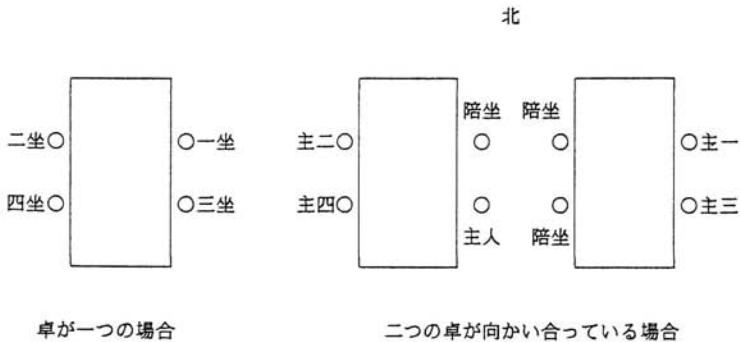 北
陪坐 陪坐
二坐 一坐 主二 主一
四坐 三坐 主四 主三
主人 陪坐
卓が一つの場合 二つの卓が向かい合っている場合